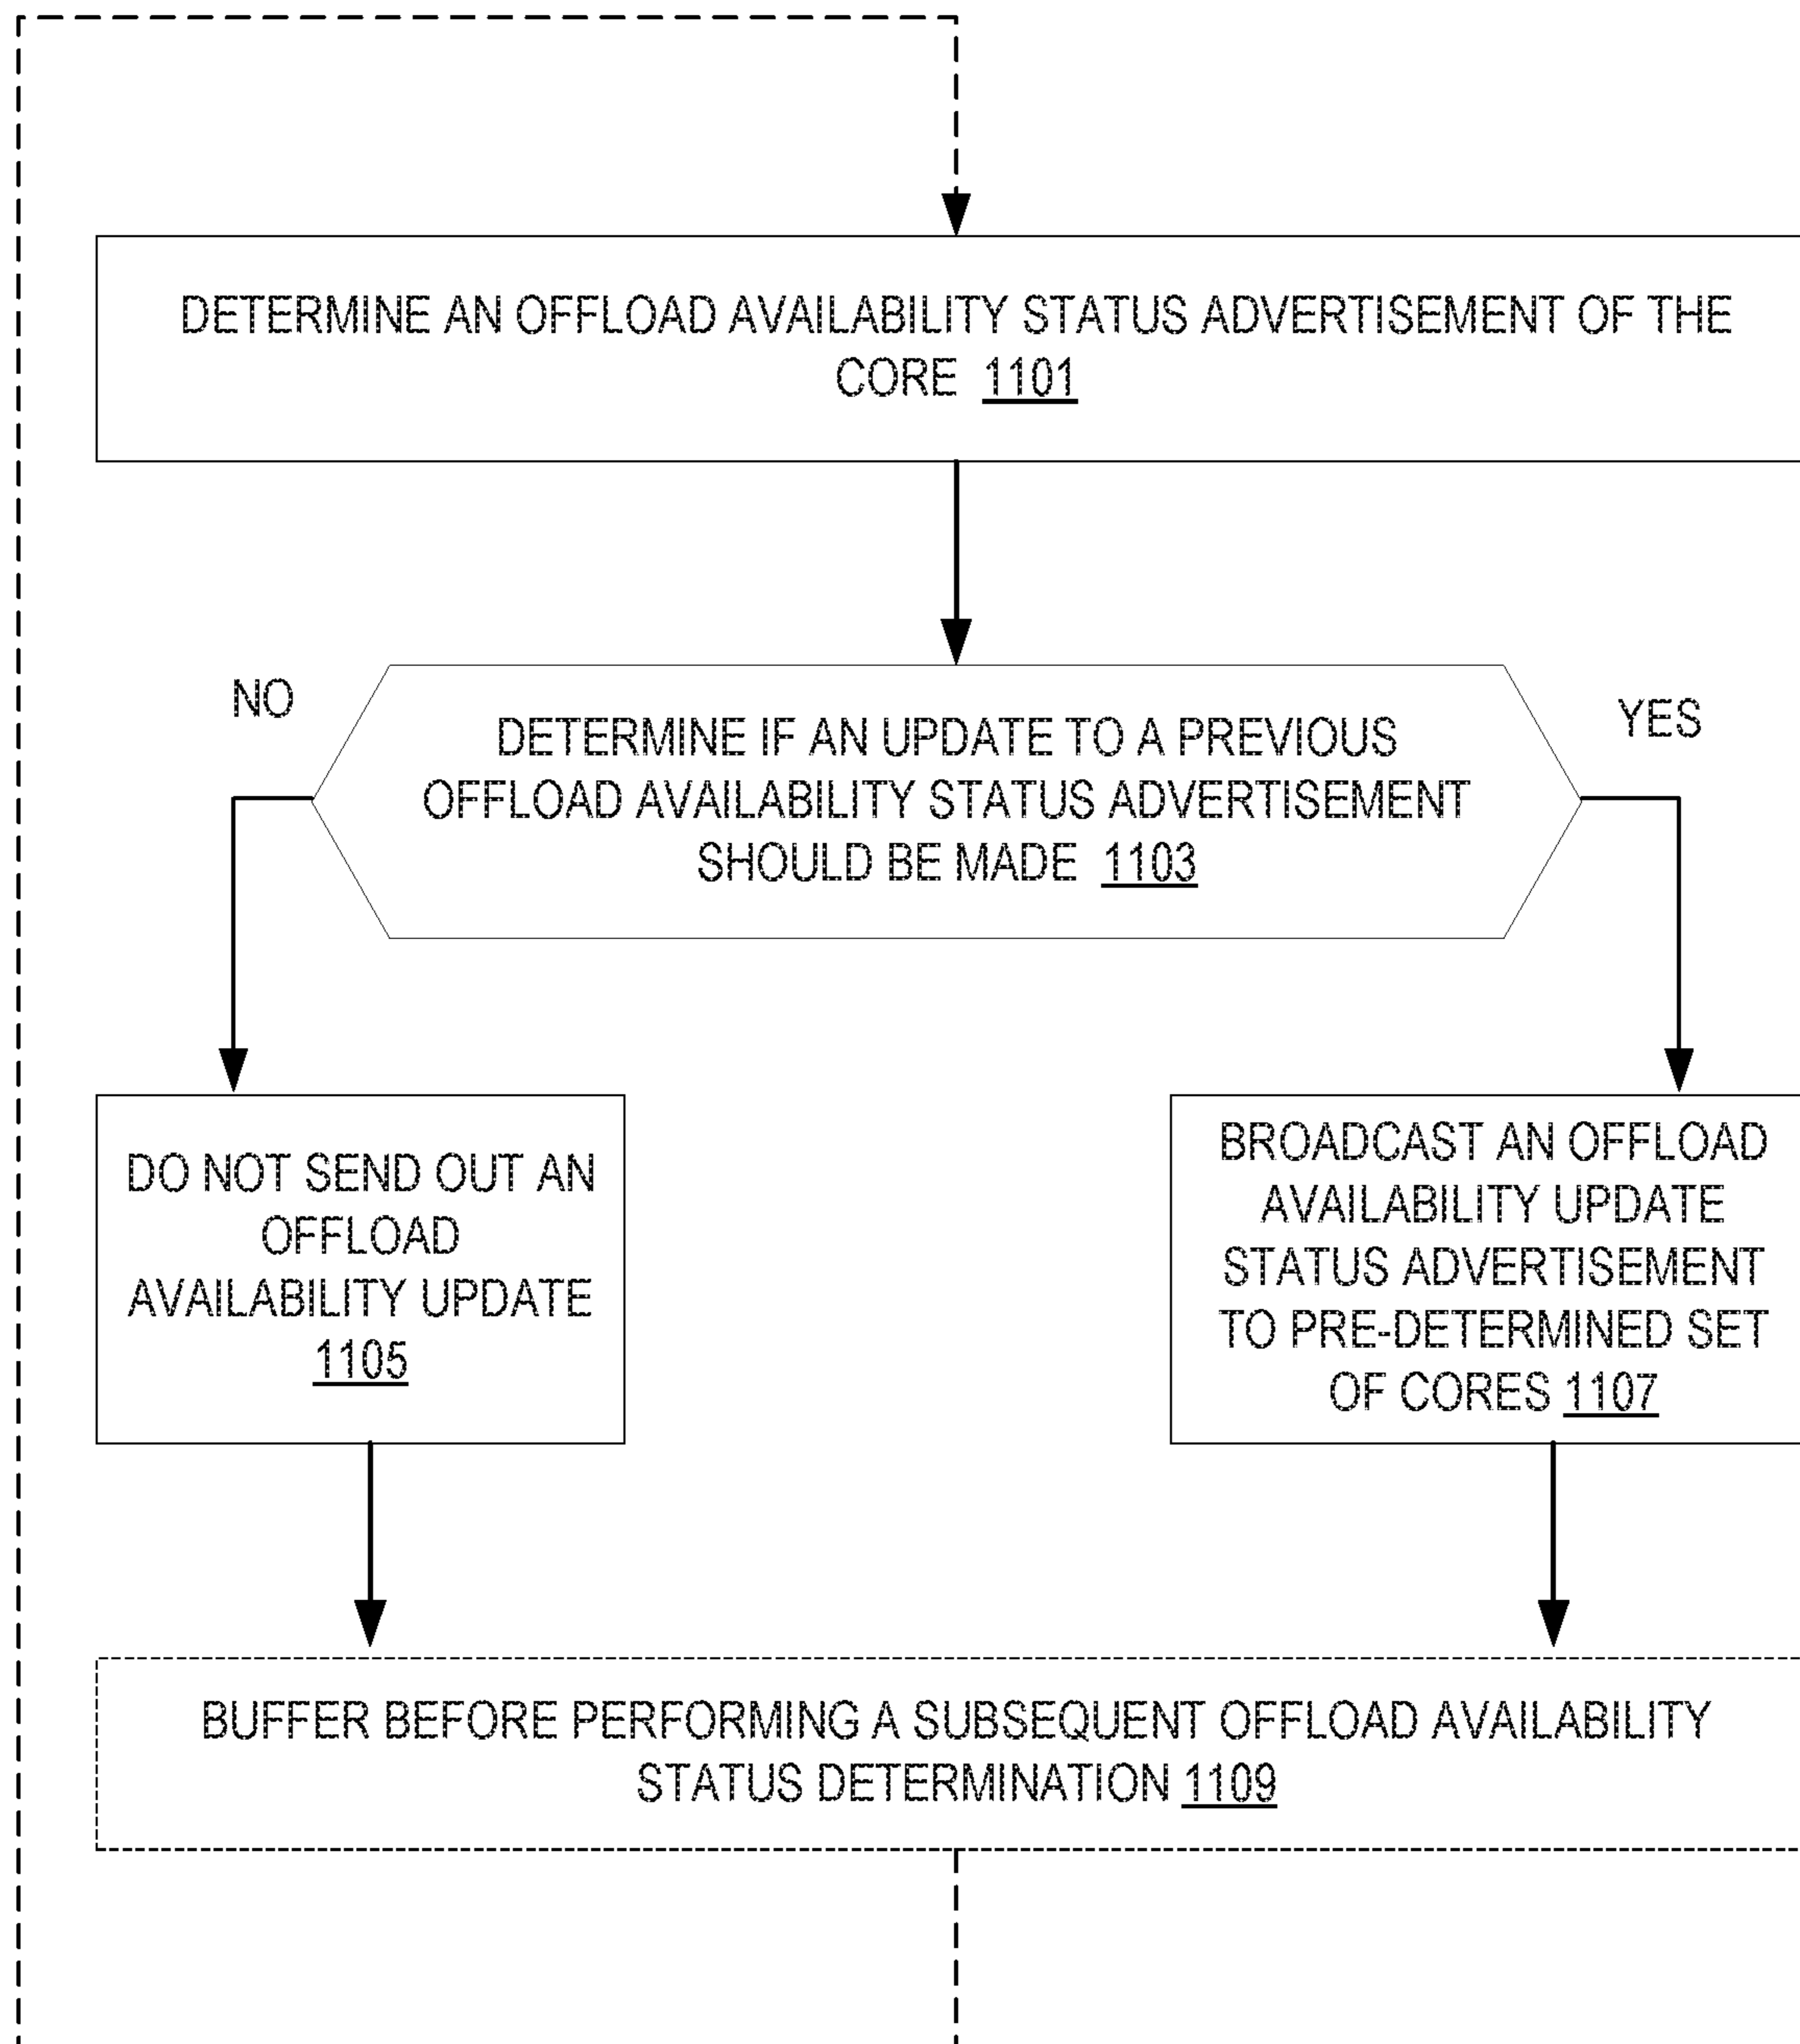 DETERMINE AN OFFLOAD AVAILABILITY STATUS ADVERTISEMENT OF THE
CORE 1101
NO
YES
DETERMINE IF AN UPDATE TO A PREVIOUS
OFFLOAD AVAILABILITY STATUS ADVERTISEMENT
SHOULD BE MADE 1103
DO NOT SEND OUT AN
OFFLOAD
AVAILABILITY UPDATE
1105
BROADCAST AN OFFLOAD
AVAILABILITY UPDATE
STATUS ADVERTISEMENT
TO PRE-DETERMINED SET
OF CORES 1107
BUFFER BEFORE PERFORMING A SUBSEQUENT OFFLOAD AVAILABILITY
STATUS DETERMINATION 1109